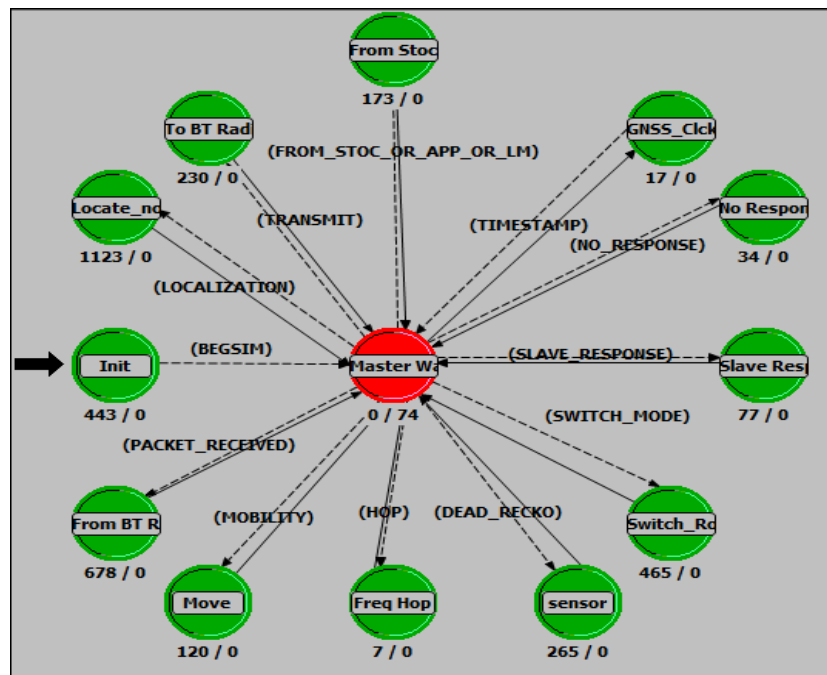 From Stoc
173 / 0
To BT Rad
230 / 0
GNSS_Clck
17 / 0
(FROM_STOC_OR_APP_OR_LM)
Locate_no
1123 / 0
No Respon
34 / 0
(TRANSMIT)
(TIMESTAMP)
(NO_RESPONSE)
(LOCALIZATION)
(BEGSIM)
(SLAVE_RESPONSE)
Init
443 / 0
Master Wa
0 / 74
Slave Resp
77 / 0
(SWITCH_MODE)
(PACKET_RECEIVED)
(MOBILITY)
(HOP)
(DEAD_RECKO)
From BT R
678 / 0
Switch_Ro
465 / 0
Move
120 / 0
Freq Hop
7 / 0
sensor
265 / 0